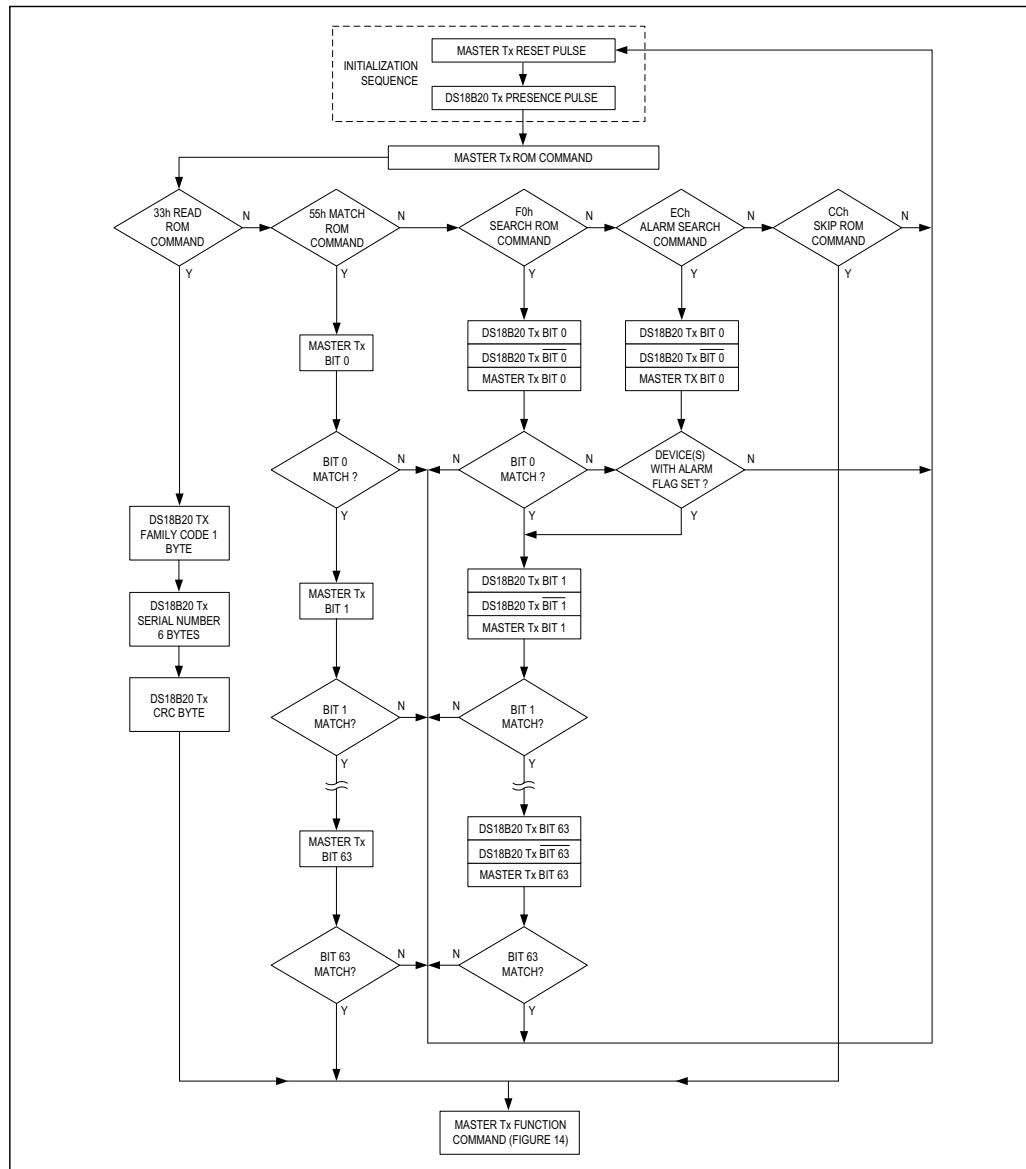 MASTER Tx RESET PULSE
INITIALIZATION
SEQUENCE
DS18B20 Tx PRESENCE PULSE
MASTER Tx ROM COMMAND
33h READ
ROM
COMMAND
N
Y
55h MATCH
ROM
COMMAND
N
Y
F0h
SEARCH ROM
COMMAND
N
Y
ECh
ALARM SEARCH
COMMAND
N
Y
CCh
SKIP ROM
COMMAND
N
Y
MASTER Tx
BIT 0
DS18B20 Tx BIT 0
DS18B20 Tx B̅I̅T̅ ̅0̅
MASTER Tx BIT 0
DS18B20 Tx BIT 0
DS18B20 Tx B̅I̅T̅ ̅0̅
MASTER TX BIT 0
BIT 0
MATCH ?
N
Y
N
BIT 0
MATCH ?
N
Y
DEVICE(S)
WITH ALARM
FLAG SET ?
N
Y
DS18B20 TX
FAMILY CODE 1
BYTE
DS18B20 Tx
SERIAL NUMBER
6 BYTES
DS18B20 Tx
CRC BYTE
MASTER Tx
BIT 1
DS18B20 Tx BIT 1
DS18B20 Tx B̅I̅T̅ ̅1̅
MASTER Tx BIT 1
BIT 1
MATCH?
N
Y
N
BIT 1
MATCH?
Y
MASTER Tx
BIT 63
DS18B20 Tx BIT 63
DS18B20 Tx B̅I̅T̅ ̅6̅3̅
MASTER Tx BIT 63
BIT 63
MATCH?
N
Y
N
BIT 63
MATCH?
Y
MASTER Tx FUNCTION
COMMAND (FIGURE 14)